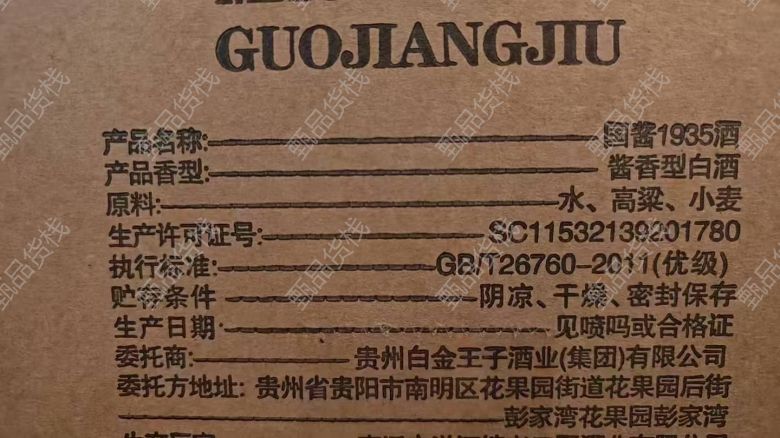 GUOJIANGJIU
产品名称:国酱1935酒
产品香型:酱香型白酒
原料:水、高粱、小麦
生产许可证号:SC11532139201780
执行标准:GB/T26760-2011(优级)
贮存条件 阴凉、干燥、密封保存
生产日期 见喷吗或合格证
委托商:贵州白金王子酒业(集团)有限公司
委托方地址: 贵州省贵阳市南明区花果园街道花果园后街
彭家湾花果园彭家湾
甄品货栈